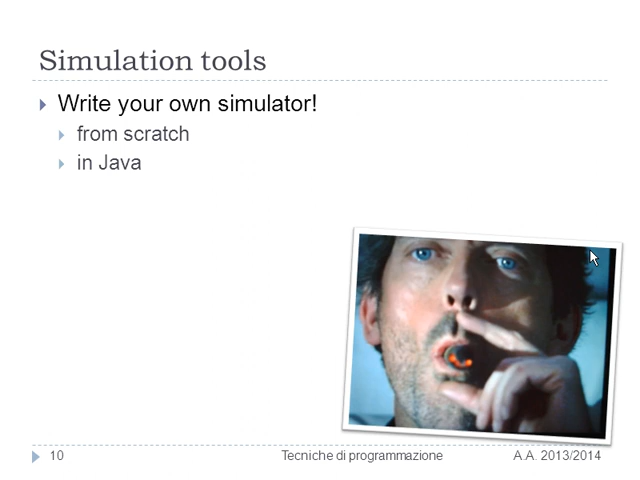 Simulation tools
Write your own simulator!
from scratch
in Java
10 Tecniche di programmazione A.A. 2013/2014